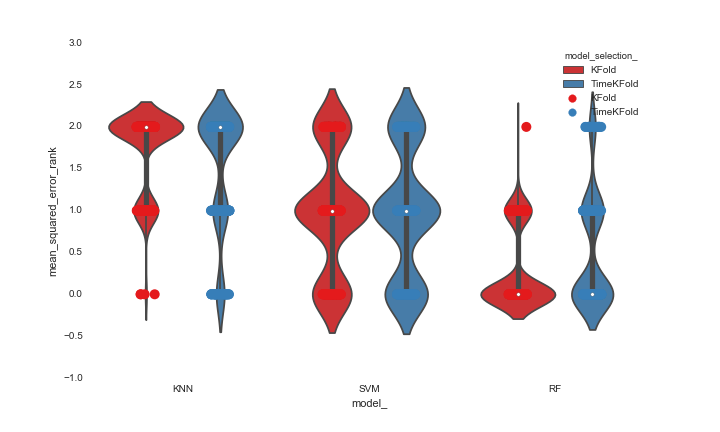 3.0
2.5
2.0
1.5
1.0
0.5
0.0
−0.5
−1.0
mean_squared_error_rank
KNN
SVM
RF
model_
model_selection_
KFold
TimeKFold
KFold
TimeKFold